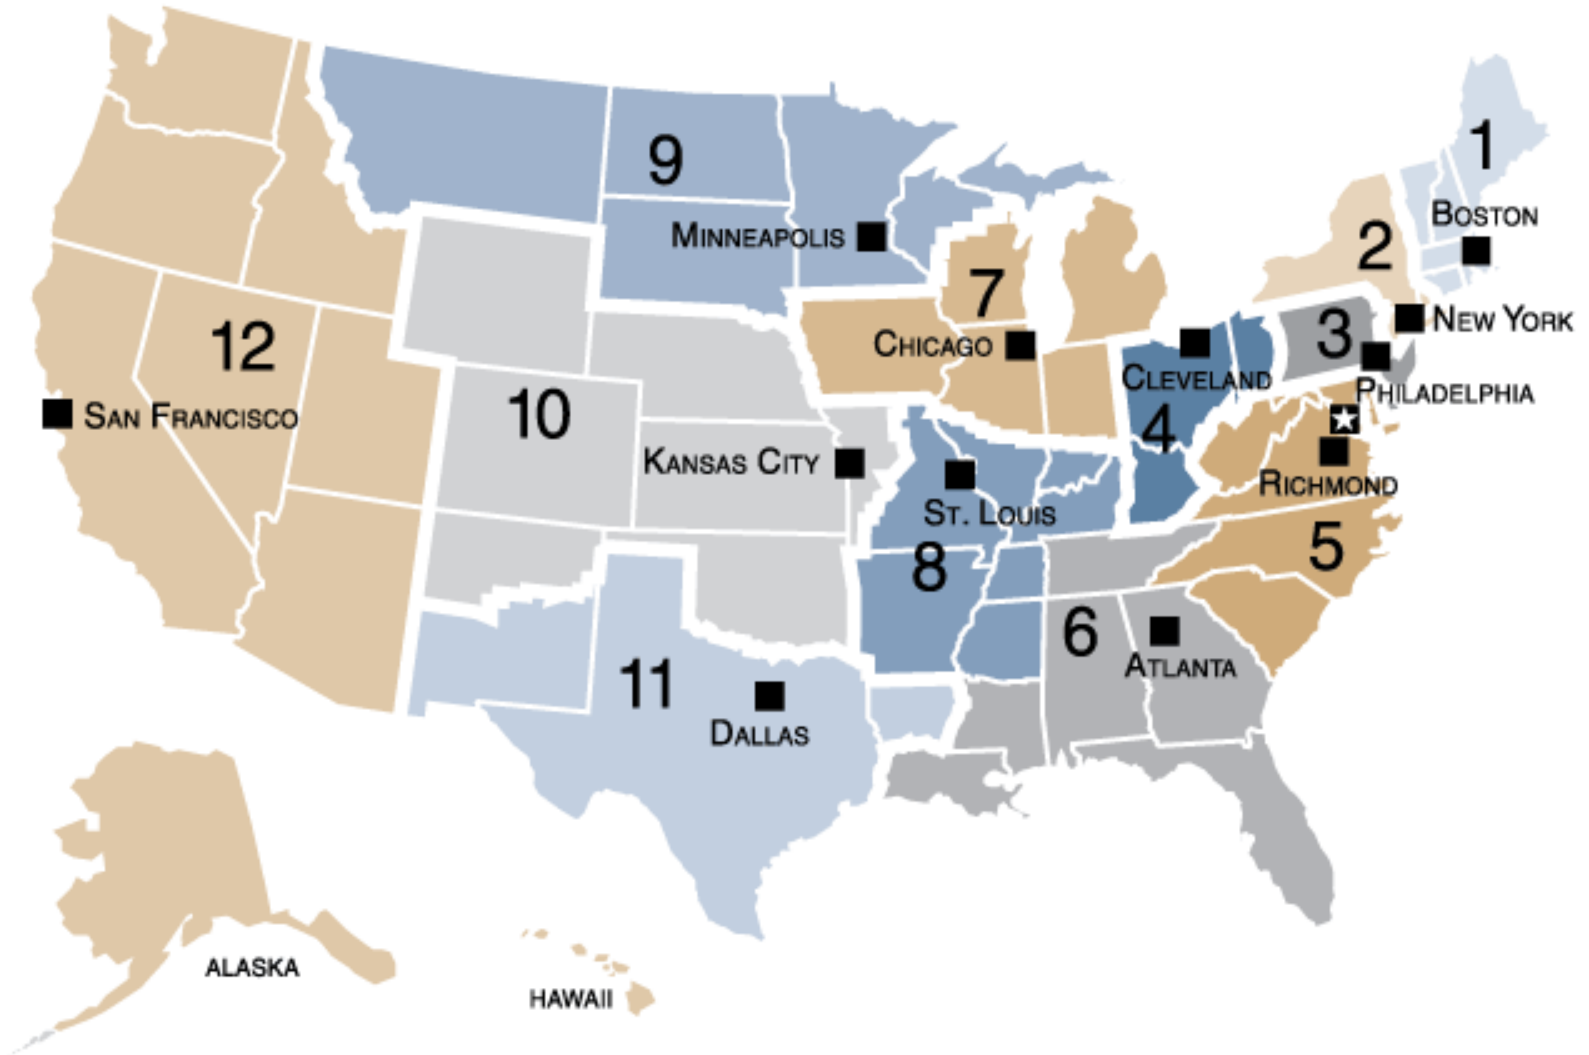 1
9
BOSTON
MINNEAPOLIS
2
7
NEW YORK
12
3
CHICAGO
CLEVELAND
PHILADELPHIA
SAN FRANCISCO
10
4
KANSAS CITY
RICHMOND
ST. LOUIS
5
8
6
ATLANTA
11
DALLAS
ALASKA
HAWAII